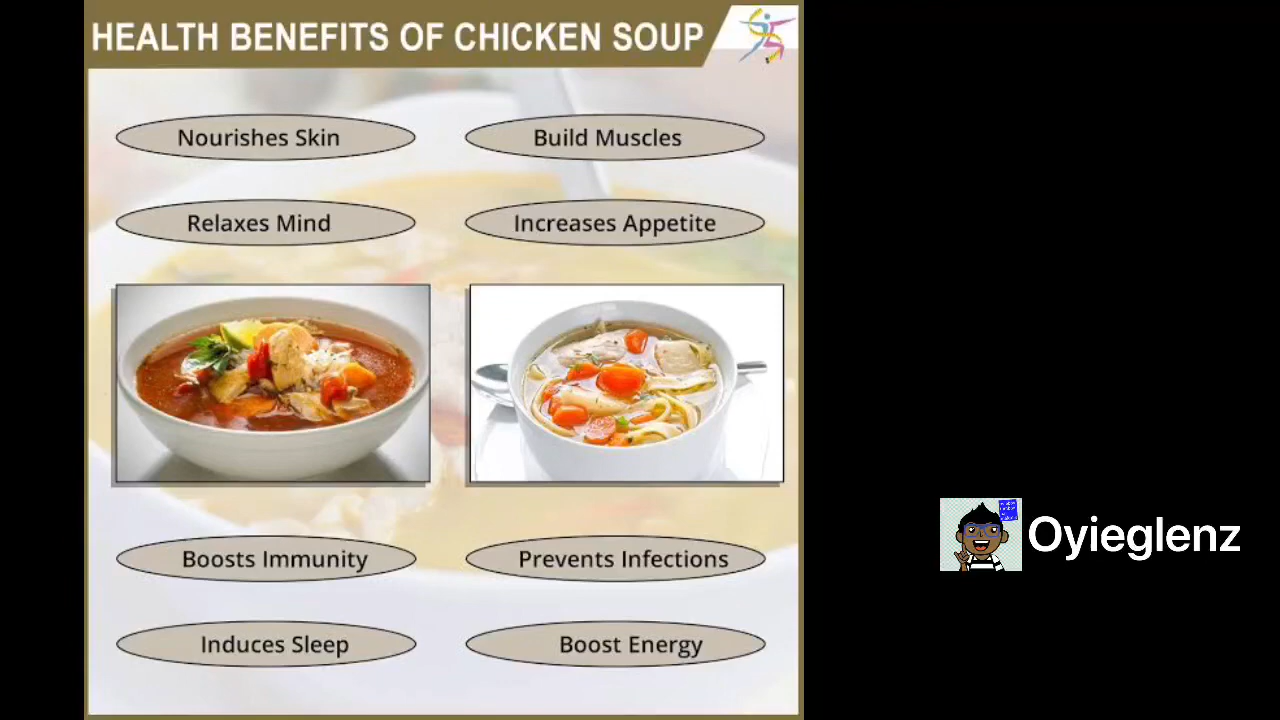 HEALTH BENEFITS OF CHICKEN SOUP
Nourishes Skin
Build Muscles
Relaxes Mind
Increases Appetite
Boosts Immunity
Prevents Infections
Induces Sleep
Boost Energy
Oyieglenz